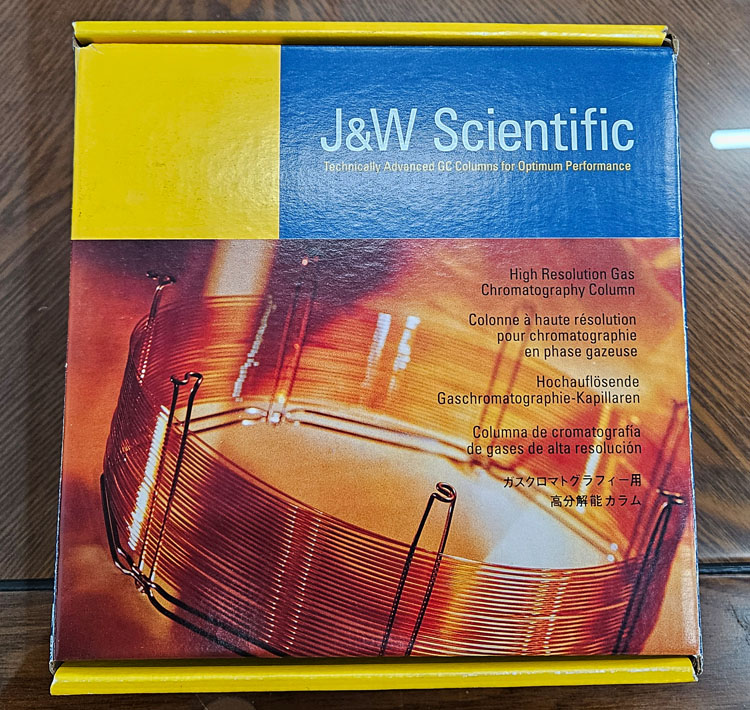 J&W Scientific
Technically Advanced GC Columns for Optimum Performance
High Resolution Gas
Chromatography Column
Colonne à haute résolution
pour chromatographie
en phase gazeuse
Hochauflösende
Gaschromatographie-Kapillaren
Columna de cromatografía
de gases de alta resolución
ガスクロマトグラフィー用
高分解能カラム